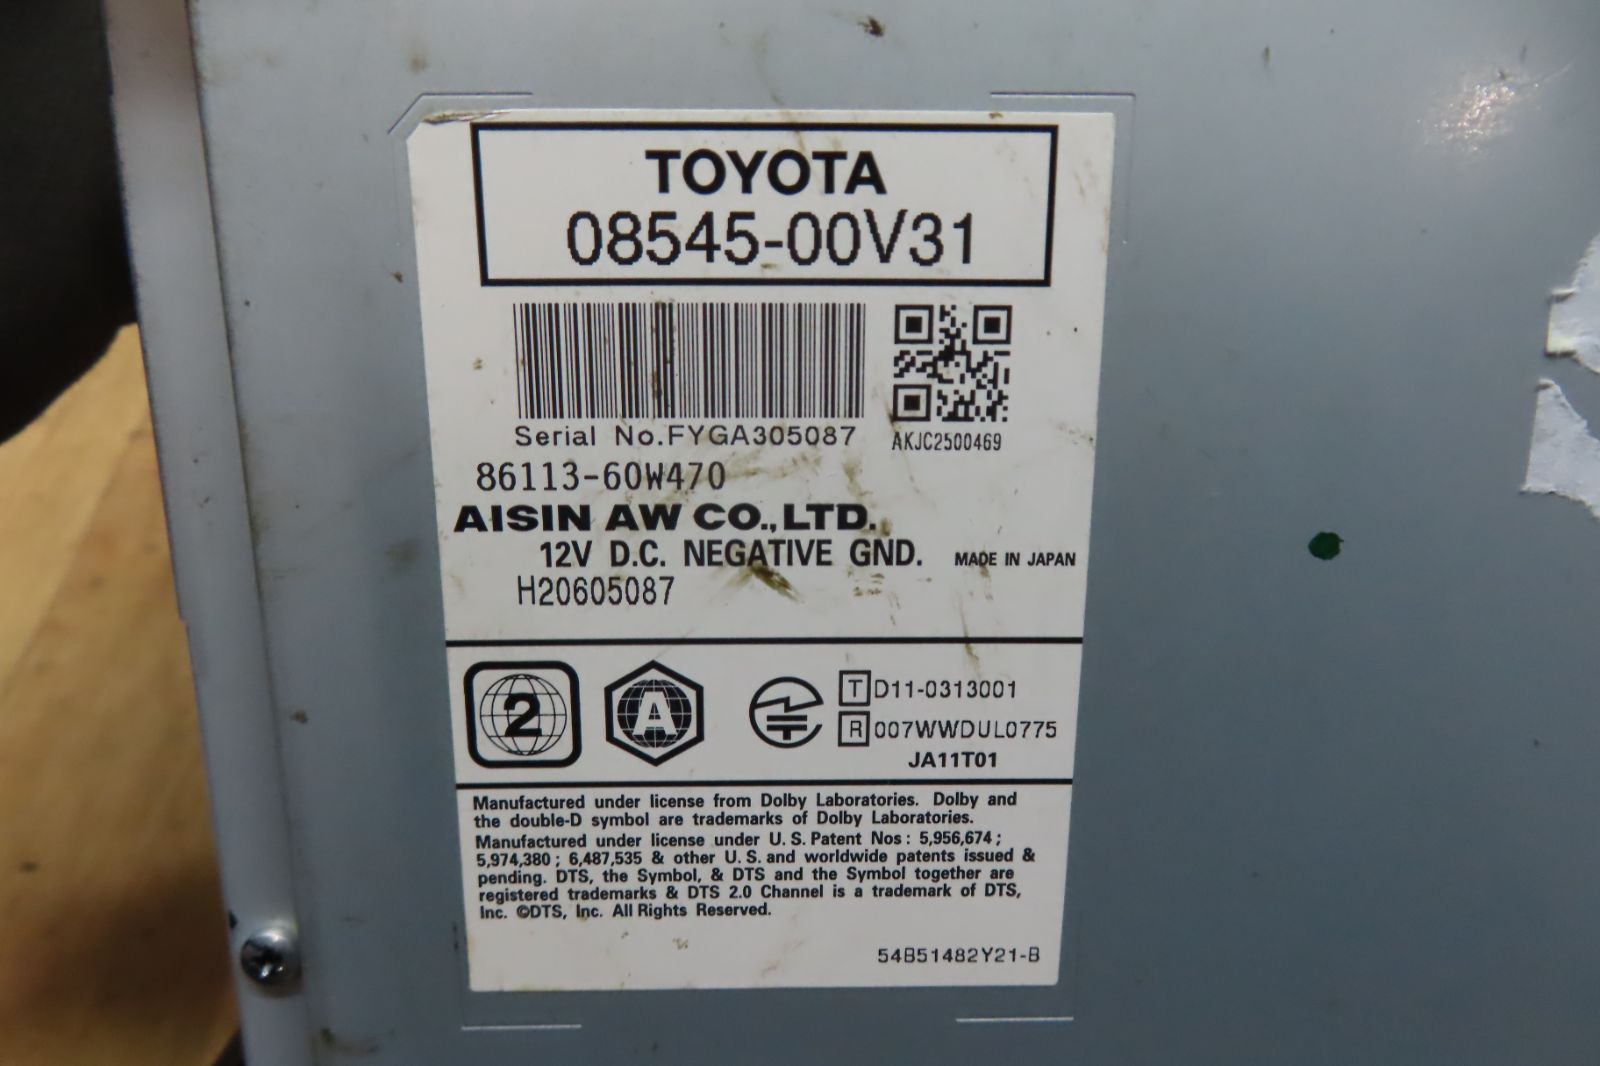 TOYOTA
08545-00V31
Serial No.FYGA305087
AKJC2500469
86113-60W470
AISIN AW CO.,LTD.
12V D.C. NEGATIVE GND. MADE IN JAPAN
H20605087
2
A
T D11-0313001
R 007WWDUL0775
JA11T01
Manufactured under license from Dolby Laboratories. Dolby and
the double-D symbol are trademarks of Dolby Laboratories.
Manufactured under license under U.S. Patent Nos: 5,956,674;
5,974,380; 6,487,535 & other U.S. and worldwide patents issued &
pending. DTS, the Symbol, & DTS and the Symbol together are
registered trademarks & DTS 2.0 Channel is a trademark of DTS,
Inc. ©DTS, Inc. All Rights Reserved.
54B51482Y21-B